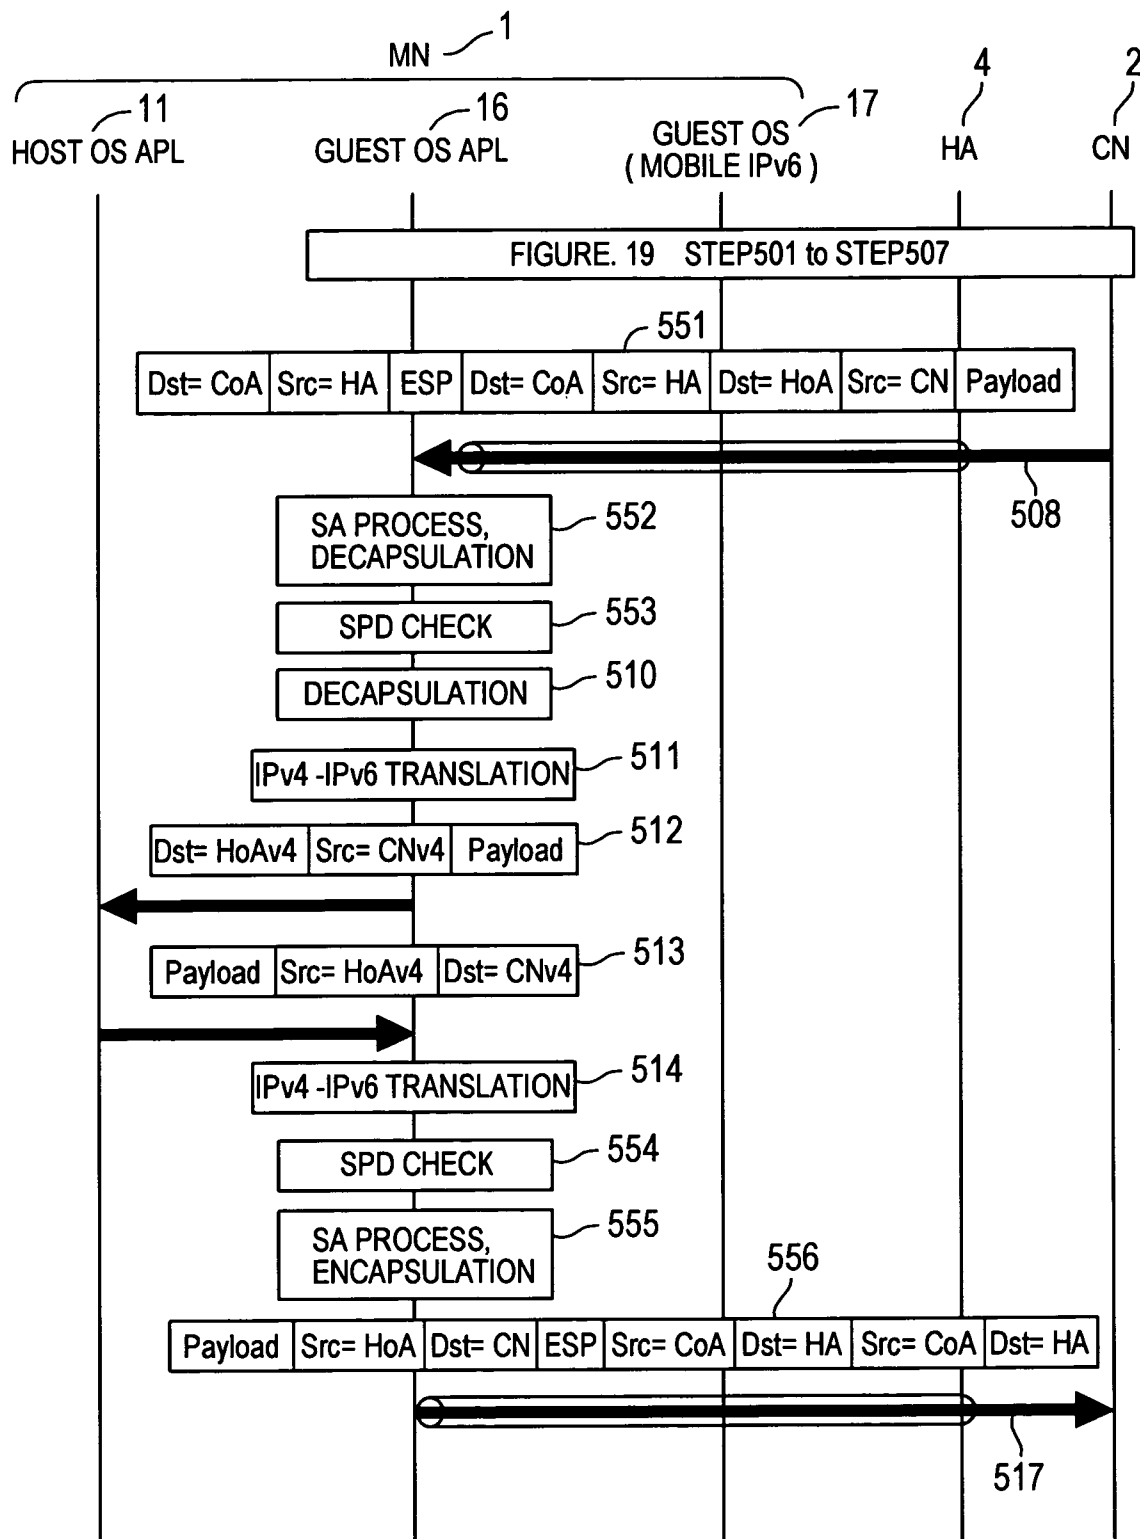 MN 1
HOST OS APL 11
GUEST OS APL 16
GUEST OS
( MOBILE IPv6 ) 17
HA 4
CN 2
FIGURE. 19 STEP501 to STEP507
551
Dst= CoA Src= HA ESP Dst= CoA Src= HA Dst= HoA Src= CN Payload
508
SA PROCESS,
DECAPSULATION
552
SPD CHECK 553
DECAPSULATION 510
IPv4 -IPv6 TRANSLATION 511
Dst= HoAv4 Src= CNv4 Payload 512
Payload Src= HoAv4 Dst= CNv4 513
IPv4 -IPv6 TRANSLATION 514
SPD CHECK 554
SA PROCESS,
ENCAPSULATION
555
556
Payload Src= HoA Dst= CN ESP Src= CoA Dst= HA Src= CoA Dst= HA
517